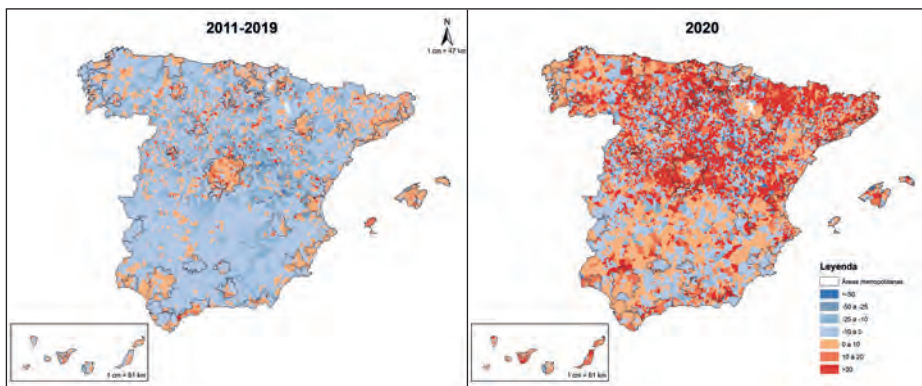 2011-2019
N
1 cm = 47 km
1 cm = 81 km
2020
Leyenda
Áreas metropolitanas
<-50
-50 a -25
-25 a -10
-10 a 0
0 a 10
10 a 20
>20
1 cm = 81 km